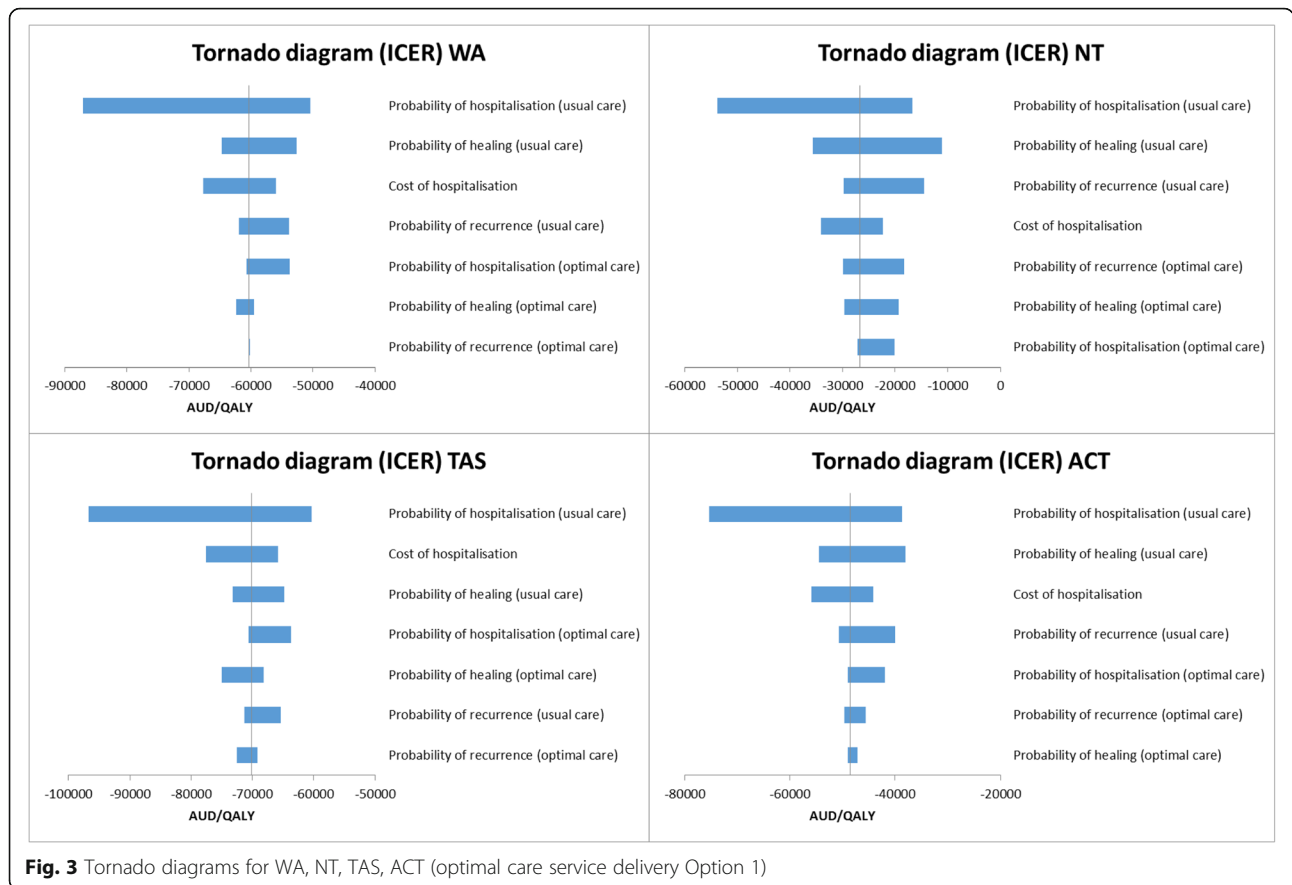 Tornado diagram (ICER) WA
Probability of hospitalisation (usual care)
Probability of healing (usual care)
Cost of hospitalisation
Probability of recurrence (usual care)
Probability of hospitalisation (optimal care)
Probability of healing (optimal care)
Probability of recurrence (optimal care)
-90000 -80000 -70000 -60000 -50000 -40000
AUD/QALY
Tornado diagram (ICER) NT
Probability of hospitalisation (usual care)
Probability of healing (usual care)
Probability of recurrence (usual care)
Cost of hospitalisation
Probability of recurrence (optimal care)
Probability of healing (optimal care)
Probability of hospitalisation (optimal care)
-60000 -50000 -40000 -30000 -20000 -10000 0
AUD/QALY
Tornado diagram (ICER) TAS
Probability of hospitalisation (usual care)
Cost of hospitalisation
Probability of healing (usual care)
Probability of hospitalisation (optimal care)
Probability of healing (optimal care)
Probability of recurrence (usual care)
Probability of recurrence (optimal care)
-100000 -90000 -80000 -70000 -60000 -50000
AUD/QALY
Tornado diagram (ICER) ACT
Probability of hospitalisation (usual care)
Probability of healing (usual care)
Cost of hospitalisation
Probability of recurrence (usual care)
Probability of hospitalisation (optimal care)
Probability of recurrence (optimal care)
Probability of healing (optimal care)
-80000 -60000 -40000 -20000
AUD/QALY
Fig. 3 Tornado diagrams for WA, NT, TAS, ACT (optimal care service delivery Option 1)